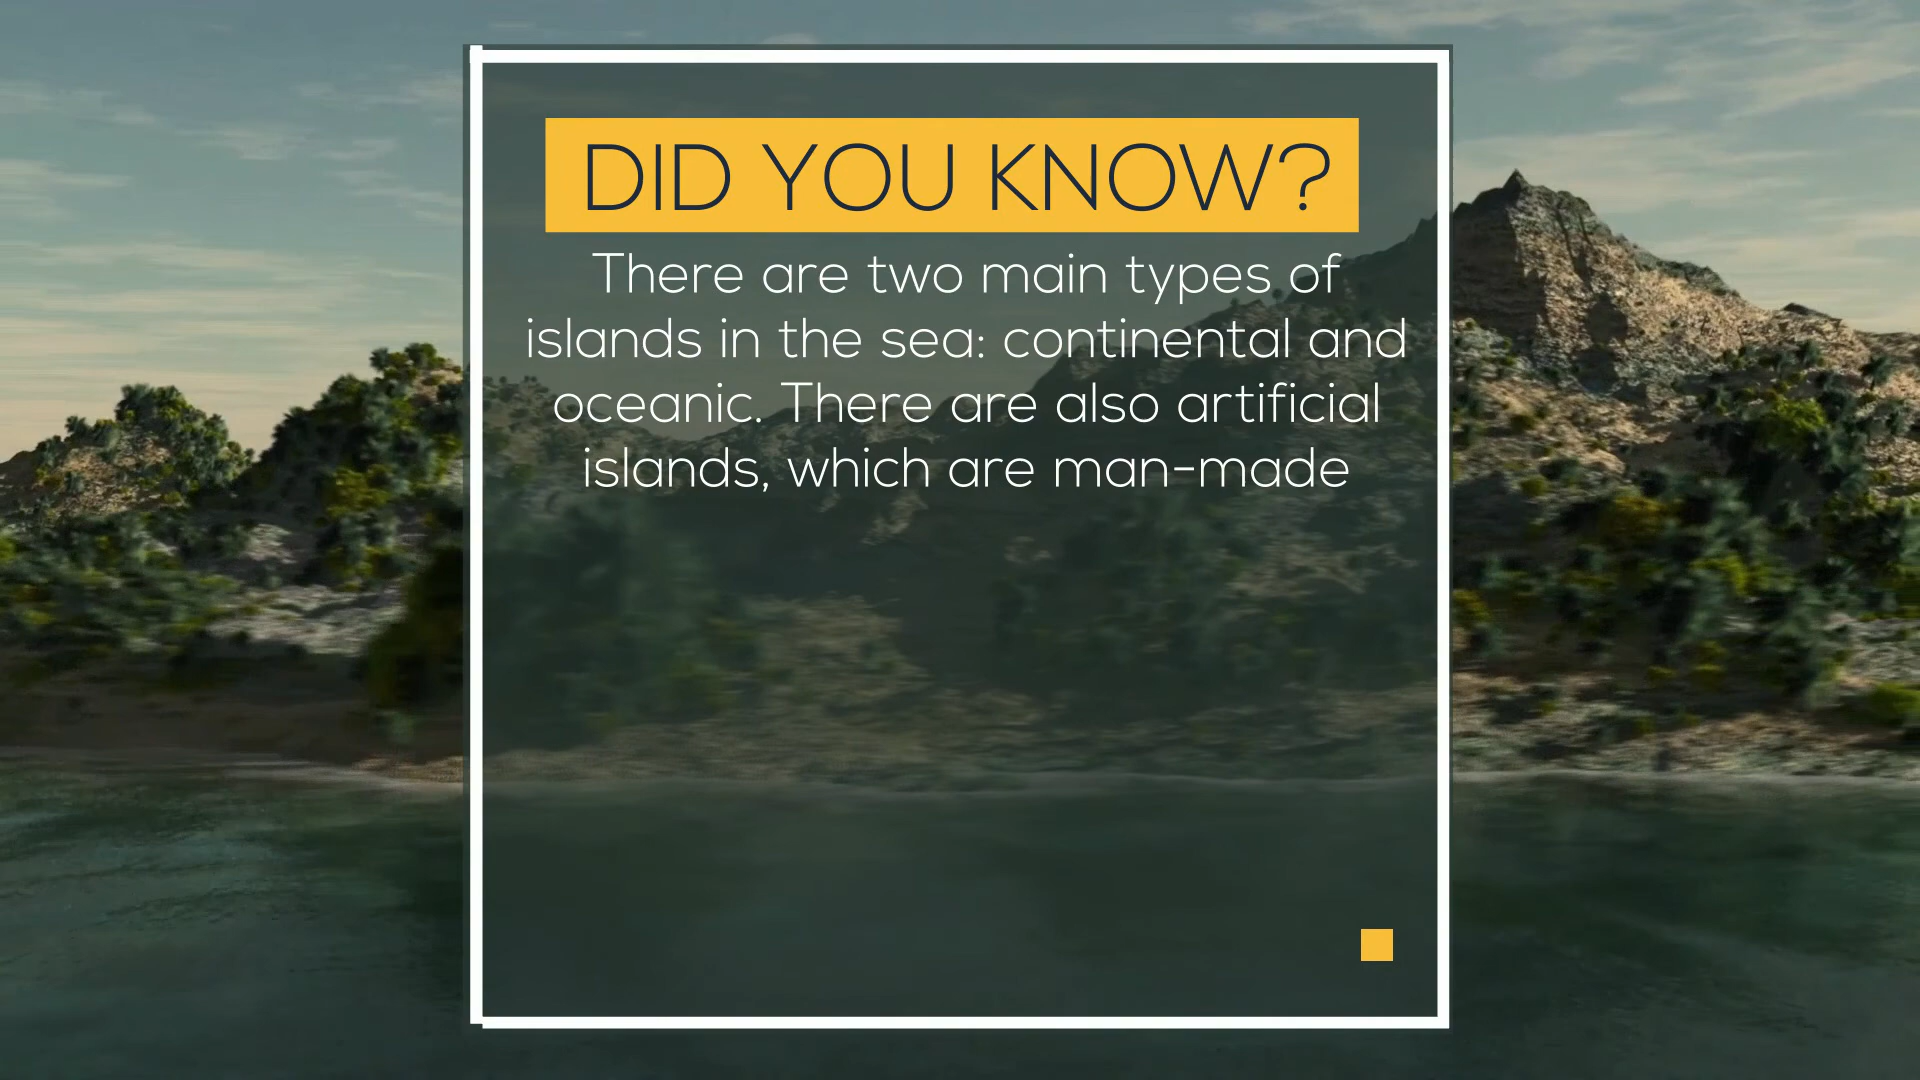 DID YOU KNOW?
There are two main types of
islands in the sea: continental and
oceanic. There are also artificial
islands, which are man-made